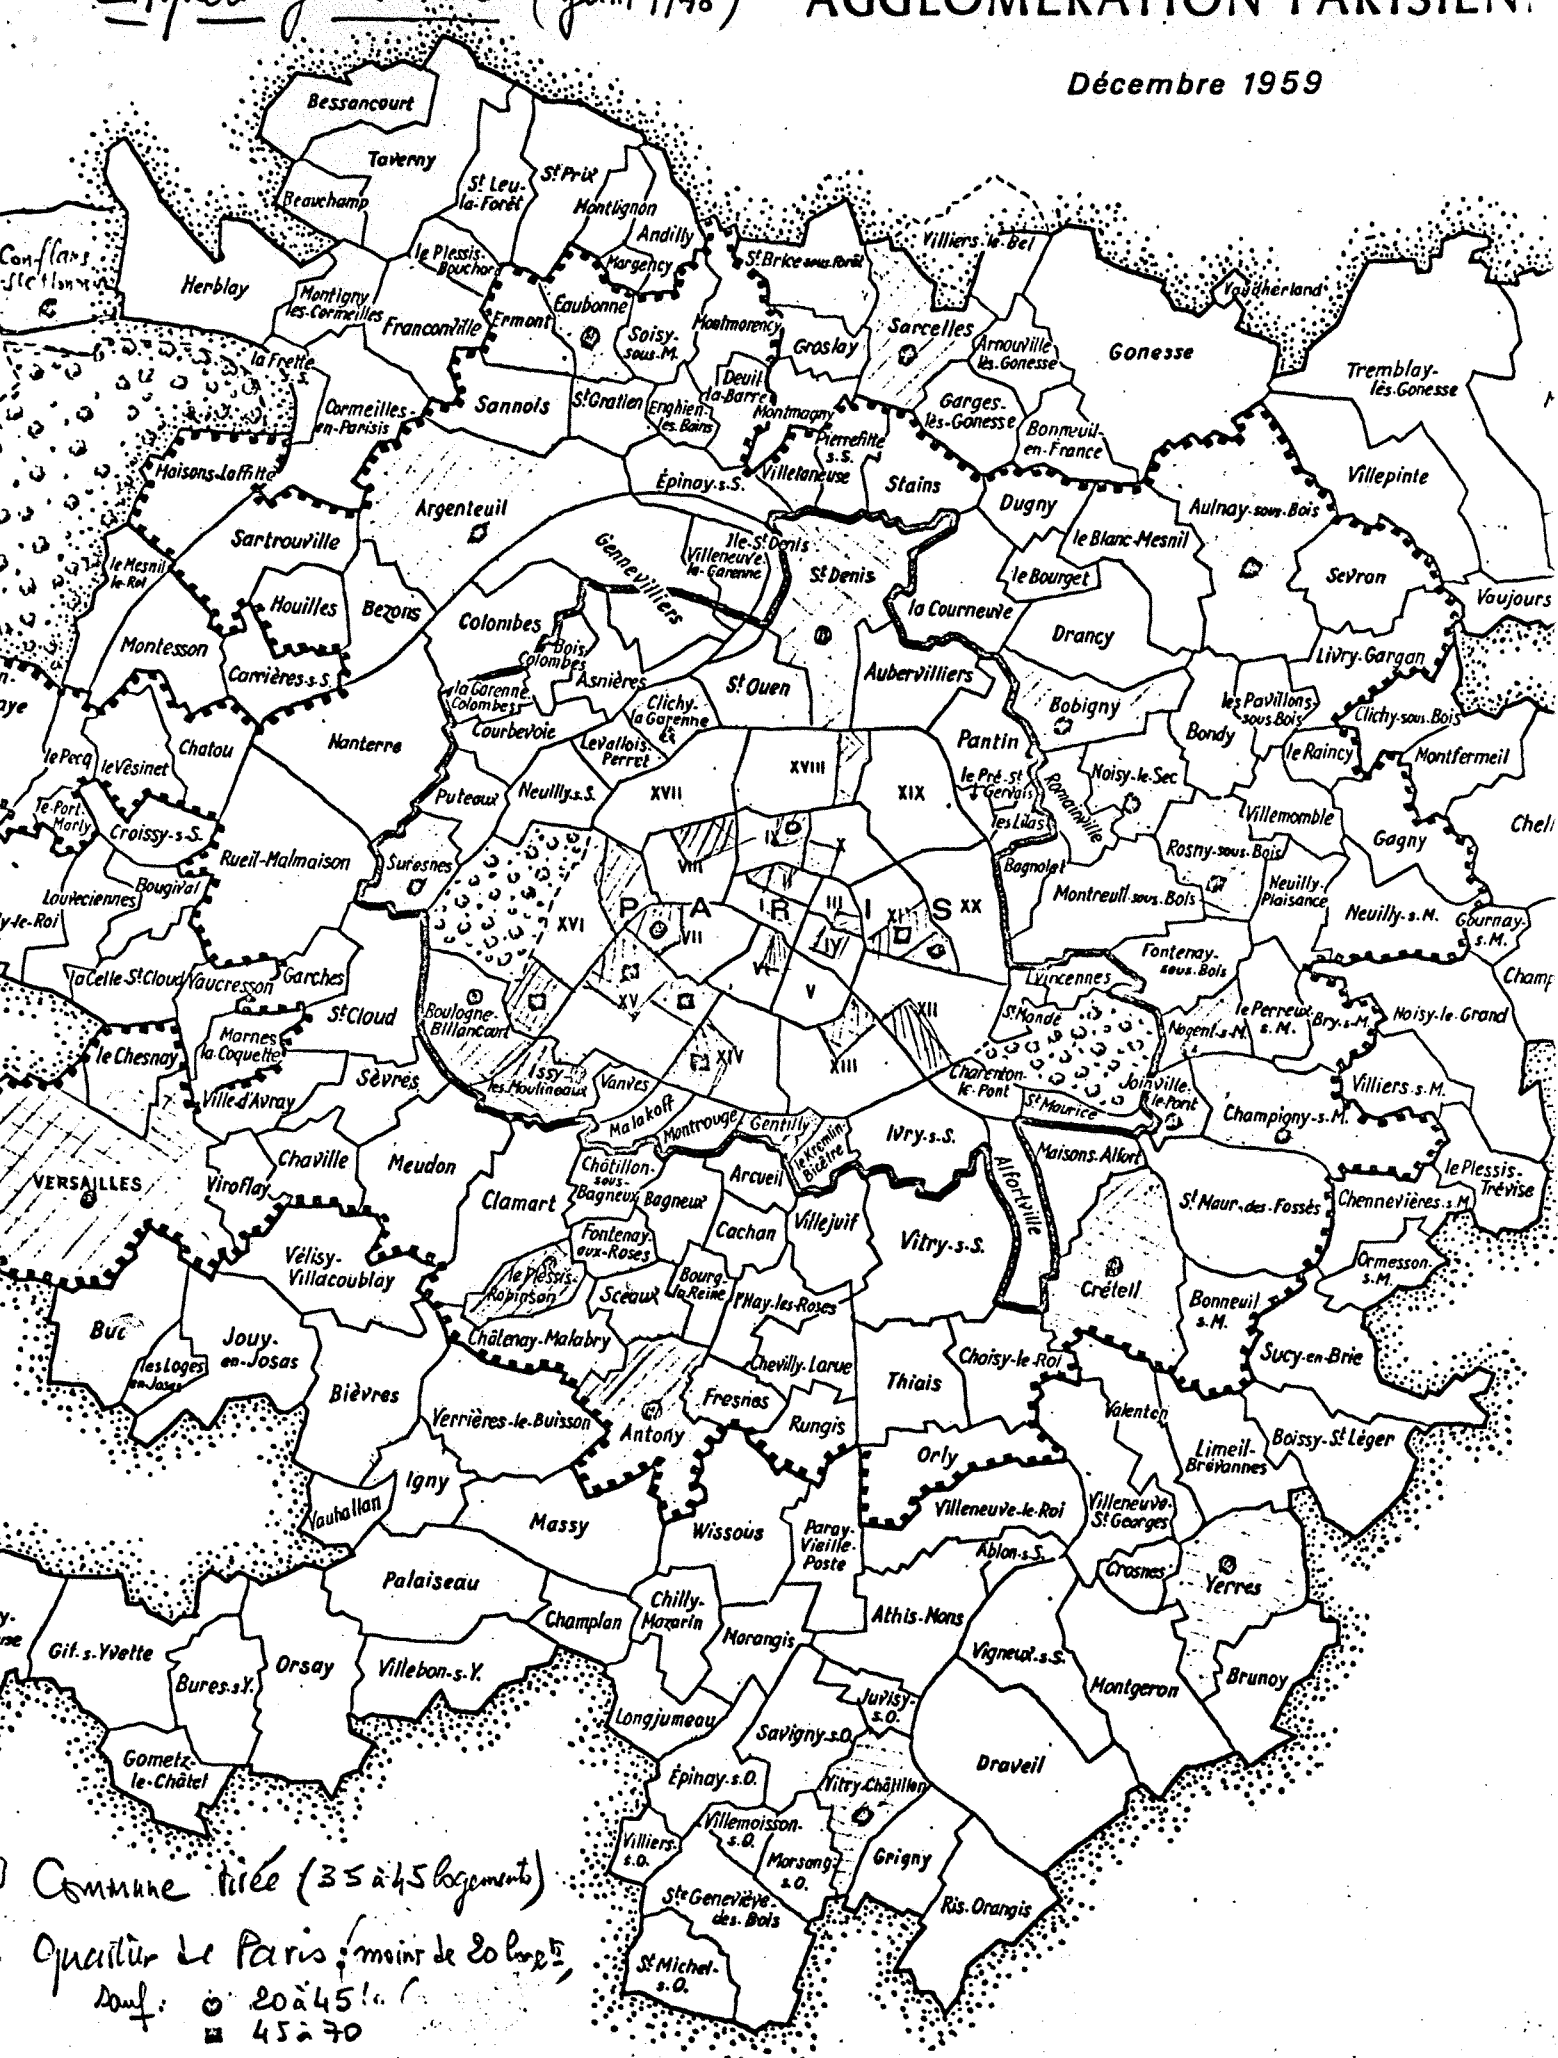 AGGLOMÉRATION PARISIEN
Décembre 1959
Bessancourt
Taverny
Beauchamp
St Leu-
la-Forêt
St Prix
Montlignon
Andilly
le Plessis-
Bouchard
Margency
St Brice sous Forêt
Villiers-le-Bel
Conflans
Herblay
Montigny
les-Cormeilles
Franconville
Ermont
Eaubonne
Soisy-
sous-M.
Montmorency
Groslay
Sarcelles
Arnouville
lès-Gonesse
Gonesse
Vaudherland
Tremblay-
lès-Gonesse
la Frette
s.
Cormeilles-
en-Parisis
Sannois
St Gratien
Enghien-
les-Bains
Deuil
la-Barre
Montmagny
Garges-
lès-Gonesse
Bonneuil-
en-France
Maisons-Laffitte
Argenteuil
Épinay-s.S.
Villetaneuse
Pierrefitte
s.S.
Stains
Dugny
Aulnay-sous-Bois
Villepinte
Sartrouville
le Mesnil
le-Roi
Houilles
Bezons
Gennevilliers
Ile-St Denis
Villeneuve-
la-Garenne
St Denis
le Blanc-Mesnil
le Bourget
la Courneuve
Drancy
Sevran
Vaujours
Montesson
Carrières-s.S.
Colombes
Bois
Colombes
Asnières
la Garenne
Colombes
St Ouen
Aubervilliers
Livry-Gargan
Clichy-
la-Garenne
Courbevoie
Levallois-
Perret
Bobigny
les Pavillons-
sous-Bois
Clichy-sous-Bois
Bondy
Chatou
Nanterre
Pantin
le Raincy
Montfermeil
le Pecq
le Vésinet
Puteaux
Neuilly-s.S.
XVII
XVIII
XIX
le Pré-St
Gervais
Romainville
Noisy-le-Sec
le-Port-
Marly
Croissy-s-S.
les Lilas
Villemomble
Gagny
Chell
Rueil-Malmaison
Suresnes
VIII
IX
X
Bagnolet
Rosny-sous-Bois
Louveciennes
Bougival
Montreuil-sous-Bois
Neuilly-
Plaisance
Neuilly-s.M.
Gournay-
s.M.
y-le-Roi
XVI
PARIS
I
II
III
IV
XI
XX
VII
VI
V
la Celle-St Cloud
Vaucresson
Garches
Fontenay-
sous-Bois
Champ
Vincennes
St Cloud
Boulogne-
Billancourt
XV
XII
St Mandé
Nogent-s-M.
le Perreux
s.M.
Bry-s-M.
Noisy-le-Grand
Marnes
la-Coquette
le Chesnay
Ville d'Avray
Sèvres
Issy-
les-Moulineaux
Vanves
XIV
XIII
Charenton-
le-Pont
Joinville-
le-Pont
St Maurice
Villiers-s.M.
Champigny-s.M.
Malakoff
Montrouge
Gentilly
le Kremlin-
Bicêtre
Ivry-s.S.
Maisons-Alfort
VERSAILLES
Viroflay
Chaville
Meudon
Clamart
Châtillon-
sous-
Bagneux
Bagneux
Arcueil
Alfortville
St Maur-des-Fossés
Chennevières-s.M
le Plessis-
Trévise
Fontenay-
aux-Roses
Cachan
Villejuif
Vitry-s-S.
Ormesson-
s.M.
Vélisy-
Villacoublay
le Plessis-
Robinson
Sceaux
Bourg-
la-Reine
l'Hay-les-Roses
Créteil
Bonneuil
s.M.
Buc
Jouy-
en-Josas
les Loges
en-Josas
Châtenay-Malabry
Chevilly-Larue
Choisy-le-Roi
Sucy-en-Brie
Bièvres
Verrières-le-Buisson
Antony
Fresnes
Rungis
Thiais
Valenton
Limeil-
Brévannes
Boissy-St Léger
Igny
Orly
Vauhallan
Massy
Wissous
Paray-
Vieille-
Poste
Villeneuve-le-Roi
Villeneuve-
St Georges
Ablon-s.S.
Crosnes
Yerres
Palaiseau
Champlan
Chilly-
Mazarin
Morangis
Athis-Mons
Vigneux-s.S.
Gif-s-Yvette
Bures-s.Y.
Orsay
Villebon-s.Y.
Montgeron
Brunoy
Longjumeau
Savigny-s.O.
Juvisy-
s.O.
Gometz-
le-Châtel
Épinay-s.O.
Vitry-Châtillon
Draveil
Villiers-
s.O.
Villemoisson-
s.O.
Morsang-
s.O.
Grigny
Ste Geneviève-
des-Bois
Ris-Orangis
St Michel-
s.O.
Commune tirée (35 à 45 logements)
Quartier de Paris : moins de 20 logts,
Sauf : 20 à 45
45 à 70